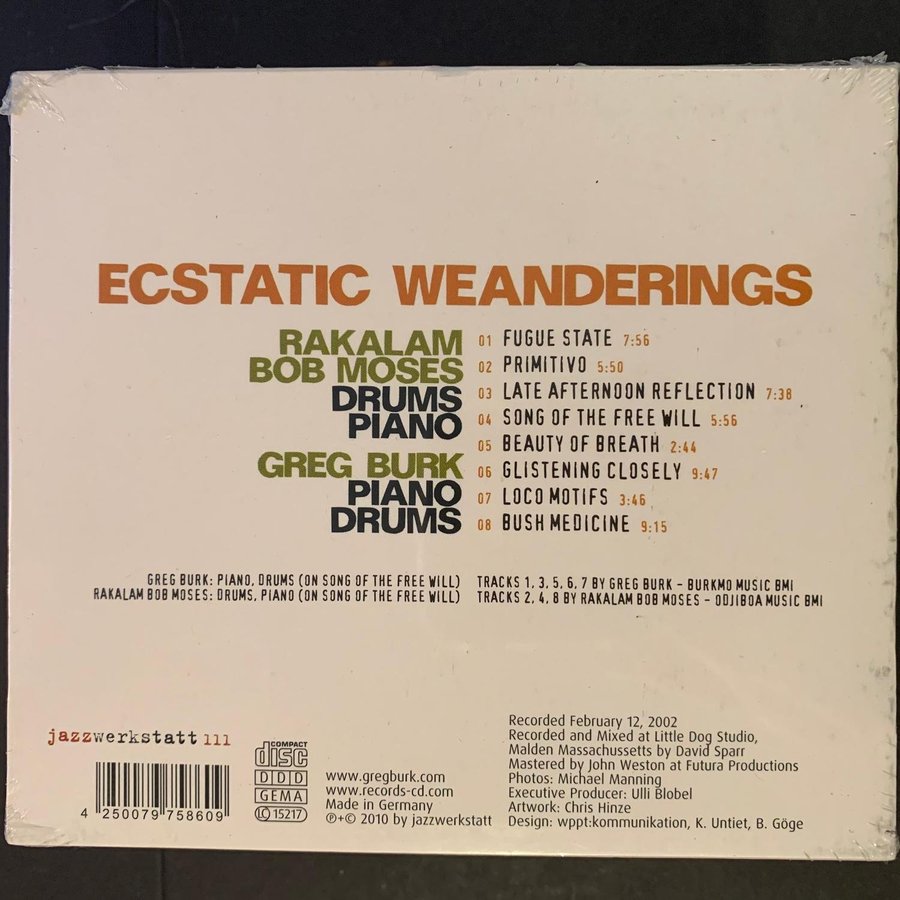 ECSTATIC WEANDERINGS
RAKALAM
BOB MOSES
DRUMS
PIANO
GREG BURK
PIANO
DRUMS
01 FUGUE STATE 7:56
02 PRIMITIVO 5:50
03 LATE AFTERNOON REFLECTION 7:38
04 SONG OF THE FREE WILL 5:56
05 BEAUTY OF BREATH 2:44
06 GLISTENING CLOSELY 9:47
07 LOCO MOTIFS 3:46
08 BUSH MEDICINE 9:15
GREG BURK: PIANO, DRUMS (ON SONG OF THE FREE WILL)
RAKALAM BOB MOSES: DRUMS, PIANO (ON SONG OF THE FREE WILL)
TRACKS 1, 3, 5, 6, 7 BY GREG BURK - BURKMO MUSIC BMI
TRACKS 2, 4, 8 BY RAKALAM BOB MOSES - ODJIBOA MUSIC BMI
jazzwerkstatt 111
4 250079 758609
COMPACT
disc
DDD
GEMA
LC 15217
www.gregburk.com
www.records-cd.com
Made in Germany
℗+© 2010 by jazzwerkstatt
Recorded February 12, 2002
Recorded and Mixed at Little Dog Studio,
Malden Massachussetts by David Sparr
Mastered by John Weston at Futura Productions
Photos: Michael Manning
Executive Producer: Ulli Blobel
Artwork: Chris Hinze
Design: wppt:kommunikation, K. Untiet, B. Göge